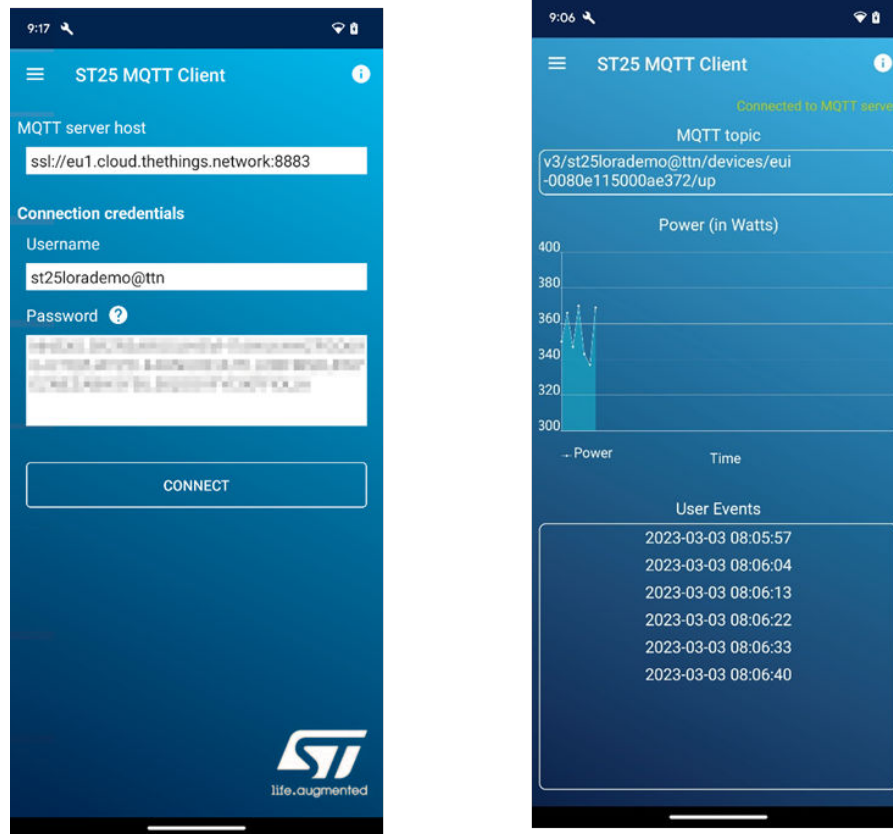 9:17
ST25 MQTT Client
MQTT server host
ssl://eu1.cloud.thethings.network:8883
Connection credentials
Username
st25lorademo@ttn
Password
CONNECT
ST
life.augmented
9:06
ST25 MQTT Client
Connected to MQTT server
MQTT topic
v3/st25lorademo@ttn/devices/eui
-0080e115000ae372/up
Power (in Watts)
400
380
360
340
320
300
Power
Time
User Events
2023-03-03 08:05:57
2023-03-03 08:06:04
2023-03-03 08:06:13
2023-03-03 08:06:22
2023-03-03 08:06:33
2023-03-03 08:06:40